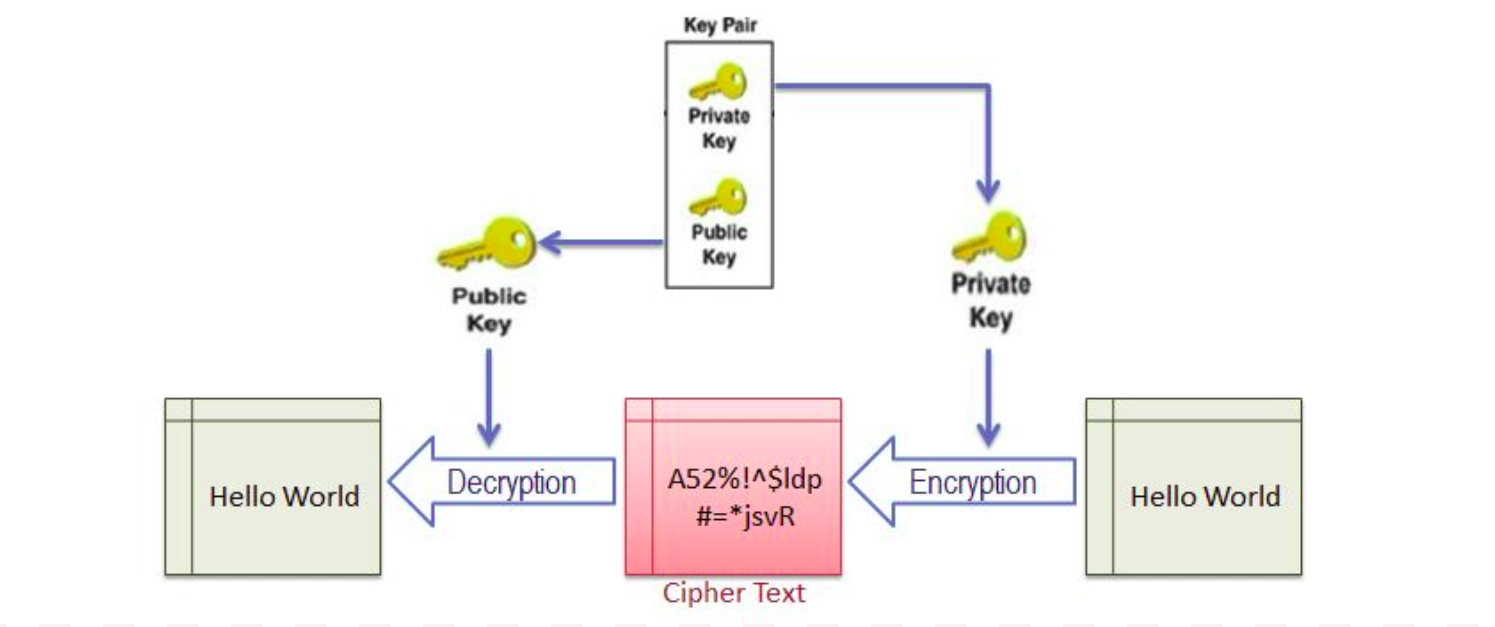 Key Pair
Private
Key
Public
Key
Public
Key
Private
Key
Hello World
Decryption
A52%!^$ldp
#=*jsvR
Encryption
Hello World
Cipher Text